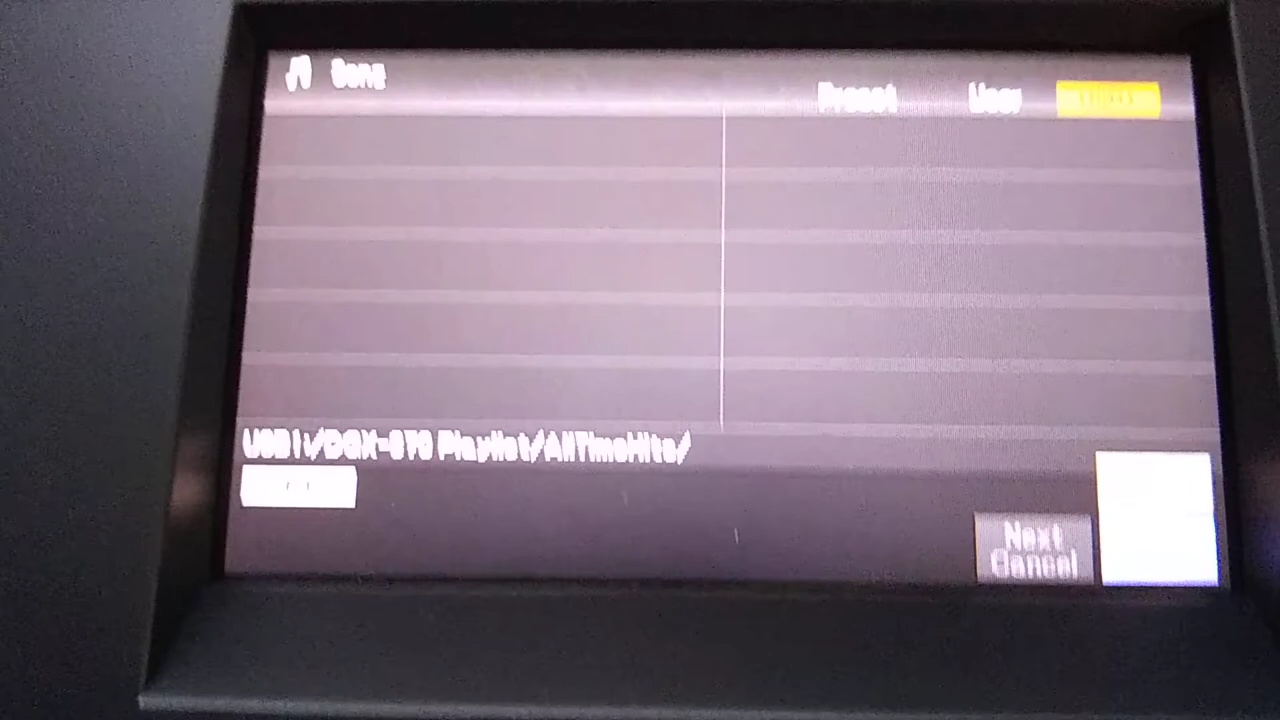 Song
Preset User
USB1:/DGX-670 Playlist/AllTimeHits/
Next
Cancel